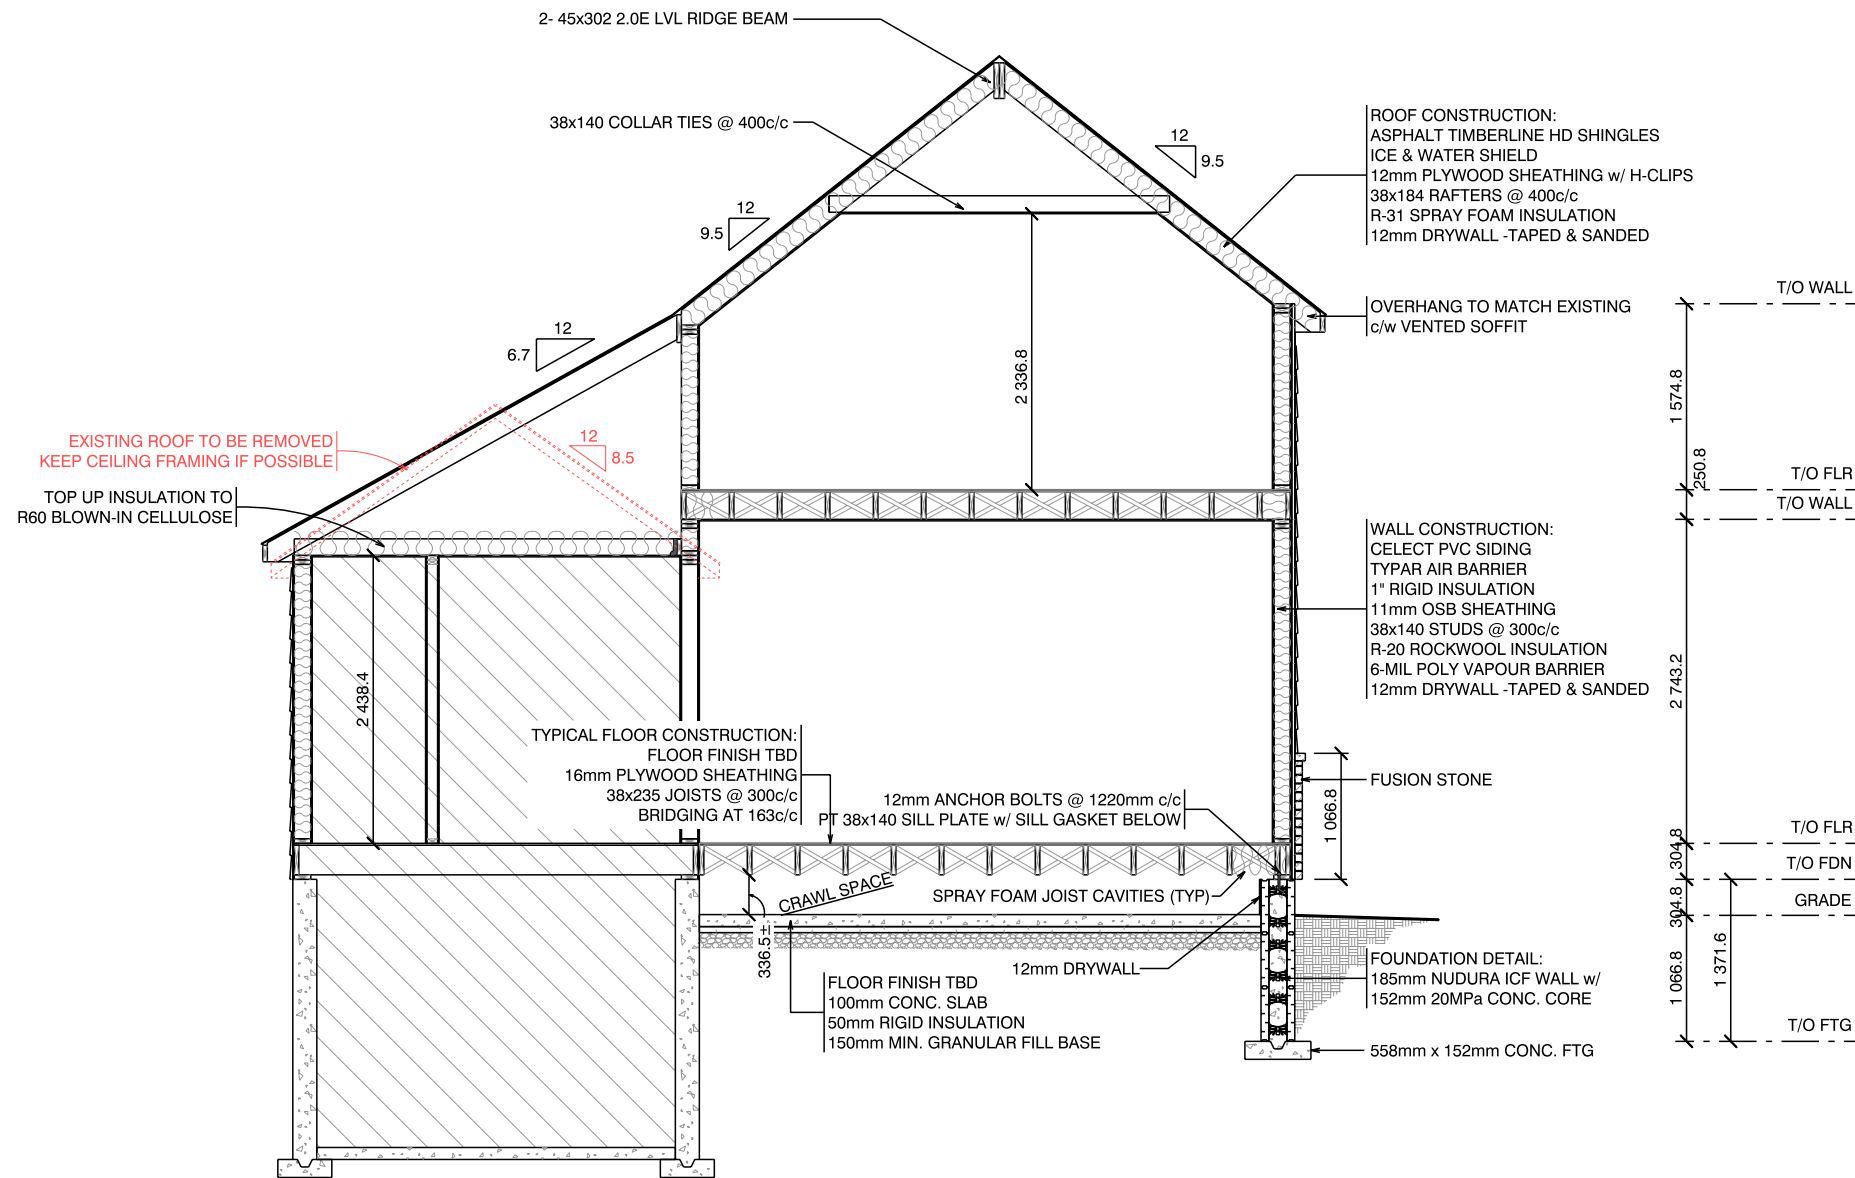 2- 45x302 2.0E LVL RIDGE BEAM
38x140 COLLAR TIES @ 400c/c
12
9.5
12
9.5
12
6.7
12
8.5
ROOF CONSTRUCTION:
ASPHALT TIMBERLINE HD SHINGLES
ICE & WATER SHIELD
12mm PLYWOOD SHEATHING w/ H-CLIPS
38x184 RAFTERS @ 400c/c
R-31 SPRAY FOAM INSULATION
12mm DRYWALL -TAPED & SANDED
OVERHANG TO MATCH EXISTING
c/w VENTED SOFFIT
EXISTING ROOF TO BE REMOVED
KEEP CEILING FRAMING IF POSSIBLE
TOP UP INSULATION TO
R60 BLOWN-IN CELLULOSE
2 336.8
2 438.4
WALL CONSTRUCTION:
CELECT PVC SIDING
TYPAR AIR BARRIER
1" RIGID INSULATION
11mm OSB SHEATHING
38x140 STUDS @ 300c/c
R-20 ROCKWOOL INSULATION
6-MIL POLY VAPOUR BARRIER
12mm DRYWALL -TAPED & SANDED
TYPICAL FLOOR CONSTRUCTION:
FLOOR FINISH TBD
16mm PLYWOOD SHEATHING
38x235 JOISTS @ 300c/c
BRIDGING AT 163c/c
12mm ANCHOR BOLTS @ 1220mm c/c
PT 38x140 SILL PLATE w/ SILL GASKET BELOW
FUSION STONE
1 066.8
CRAWL SPACE
336.5±
SPRAY FOAM JOIST CAVITIES (TYP)
12mm DRYWALL
FLOOR FINISH TBD
100mm CONC. SLAB
50mm RIGID INSULATION
150mm MIN. GRANULAR FILL BASE
FOUNDATION DETAIL:
185mm NUDURA ICF WALL w/
152mm 20MPa CONC. CORE
558mm x 152mm CONC. FTG
T/O WALL
1 574.8
250.8
T/O FLR
T/O WALL
2 743.2
T/O FLR
304.8
T/O FDN
304.8
GRADE
1 066.8
1 371.6
T/O FTG